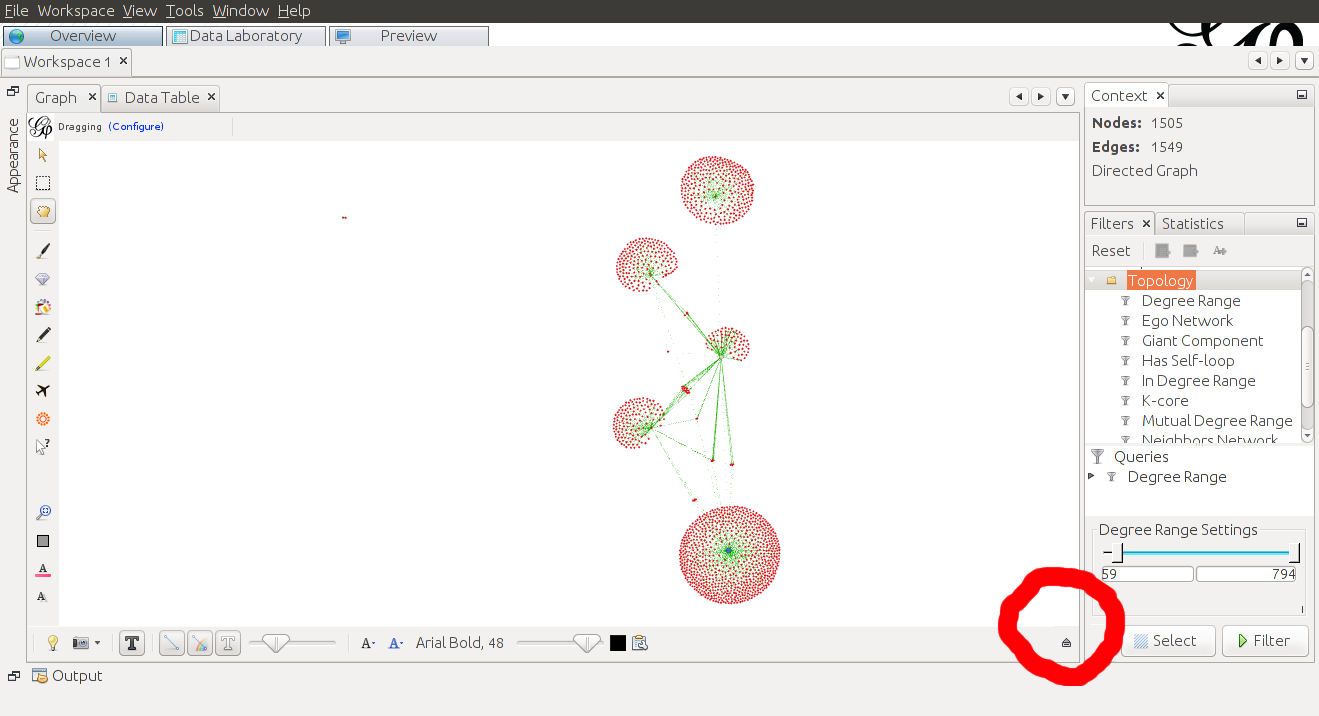 File Workspace View Tools Window Help
Overview Data Laboratory Preview
Workspace 1
Graph Data Table
Dragging (Configure)
Appearance
T T
A
A
A- A- Arial Bold, 48
Output
Context
Nodes: 1505
Edges: 1549
Directed Graph
Filters Statistics
Reset A+
Topology
Degree Range
Ego Network
Giant Component
Has Self-loop
In Degree Range
K-core
Mutual Degree Range
Neighbors Network
Queries
Degree Range
Degree Range Settings
59 794
Select Filter